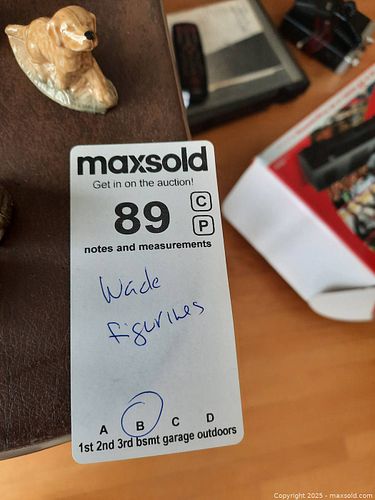 maxsold
Get in on the auction!
89
C
P
notes and measurements
Wade
figurines
A B C D
1st 2nd 3rd bsmt garage outdoors
Copyright 2025 - maxsold.com